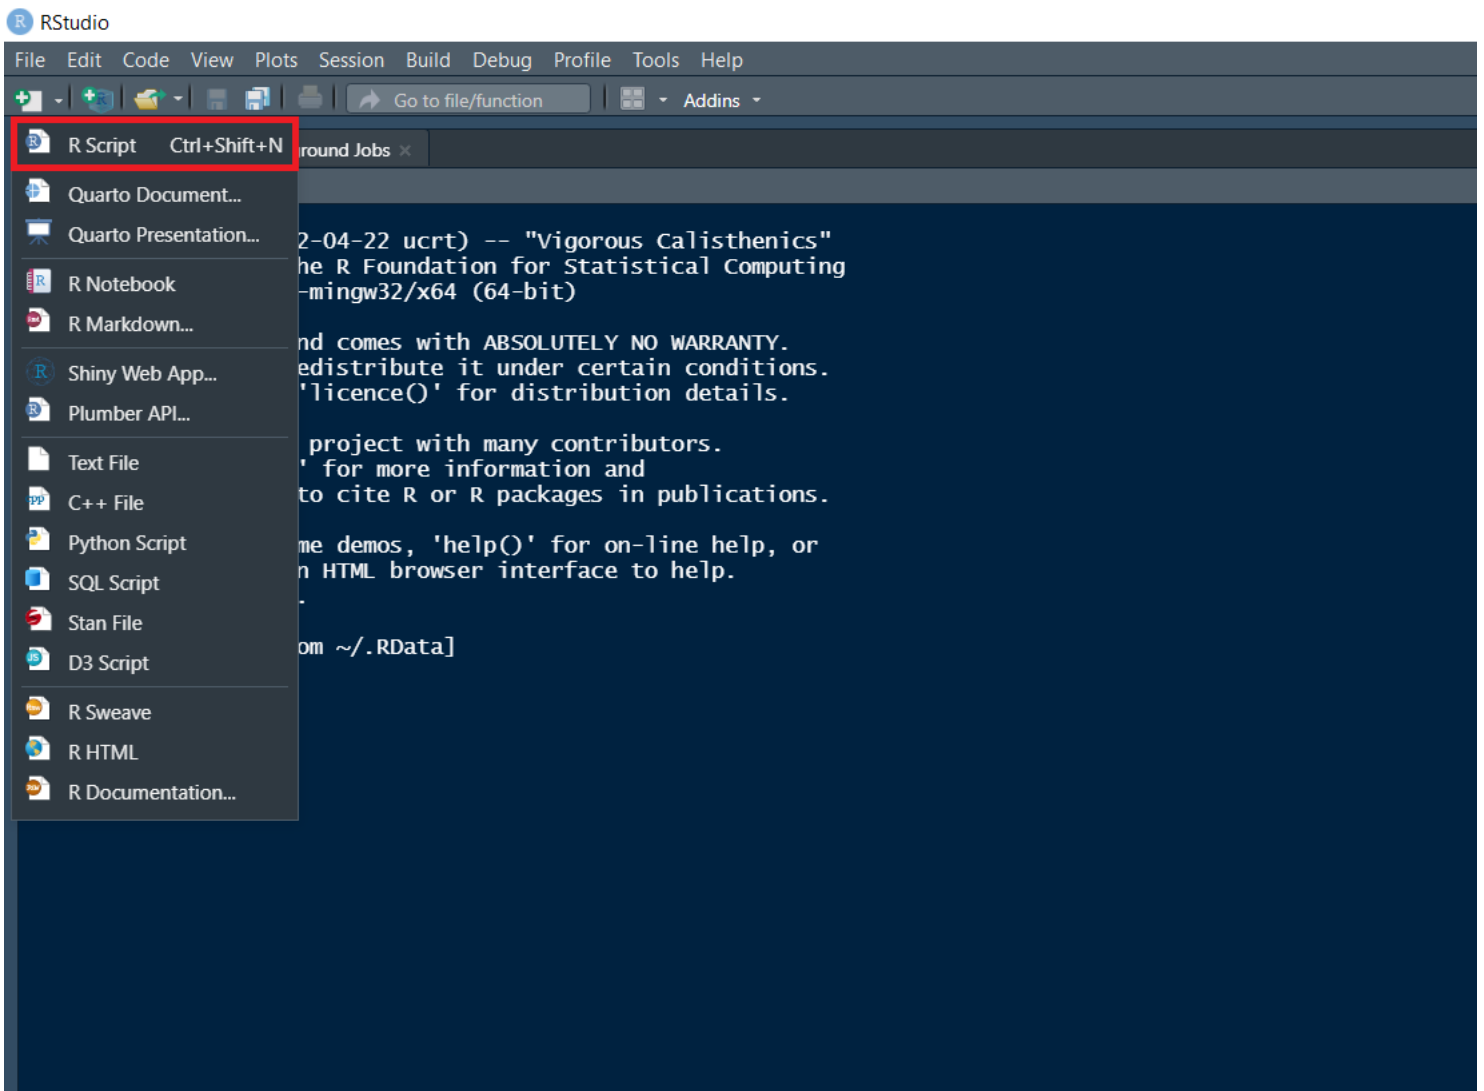 RStudio
File Edit Code View Plots Session Build Debug Profile Tools Help
Go to file/function Addins
R Script Ctrl+Shift+N
round Jobs
Quarto Document...
Quarto Presentation...
R Notebook
R Markdown...
Shiny Web App...
Plumber API...
Text File
C++ File
Python Script
SQL Script
Stan File
D3 Script
R Sweave
R HTML
R Documentation...
2-04-22 ucrt) -- "Vigorous Calisthenics"
he R Foundation for Statistical Computing
-mingw32/x64 (64-bit)
nd comes with ABSOLUTELY NO WARRANTY.
edistribute it under certain conditions.
'licence()' for distribution details.
project with many contributors.
' for more information and
to cite R or R packages in publications.
me demos, 'help()' for on-line help, or
n HTML browser interface to help.
.
om ~/.RData]